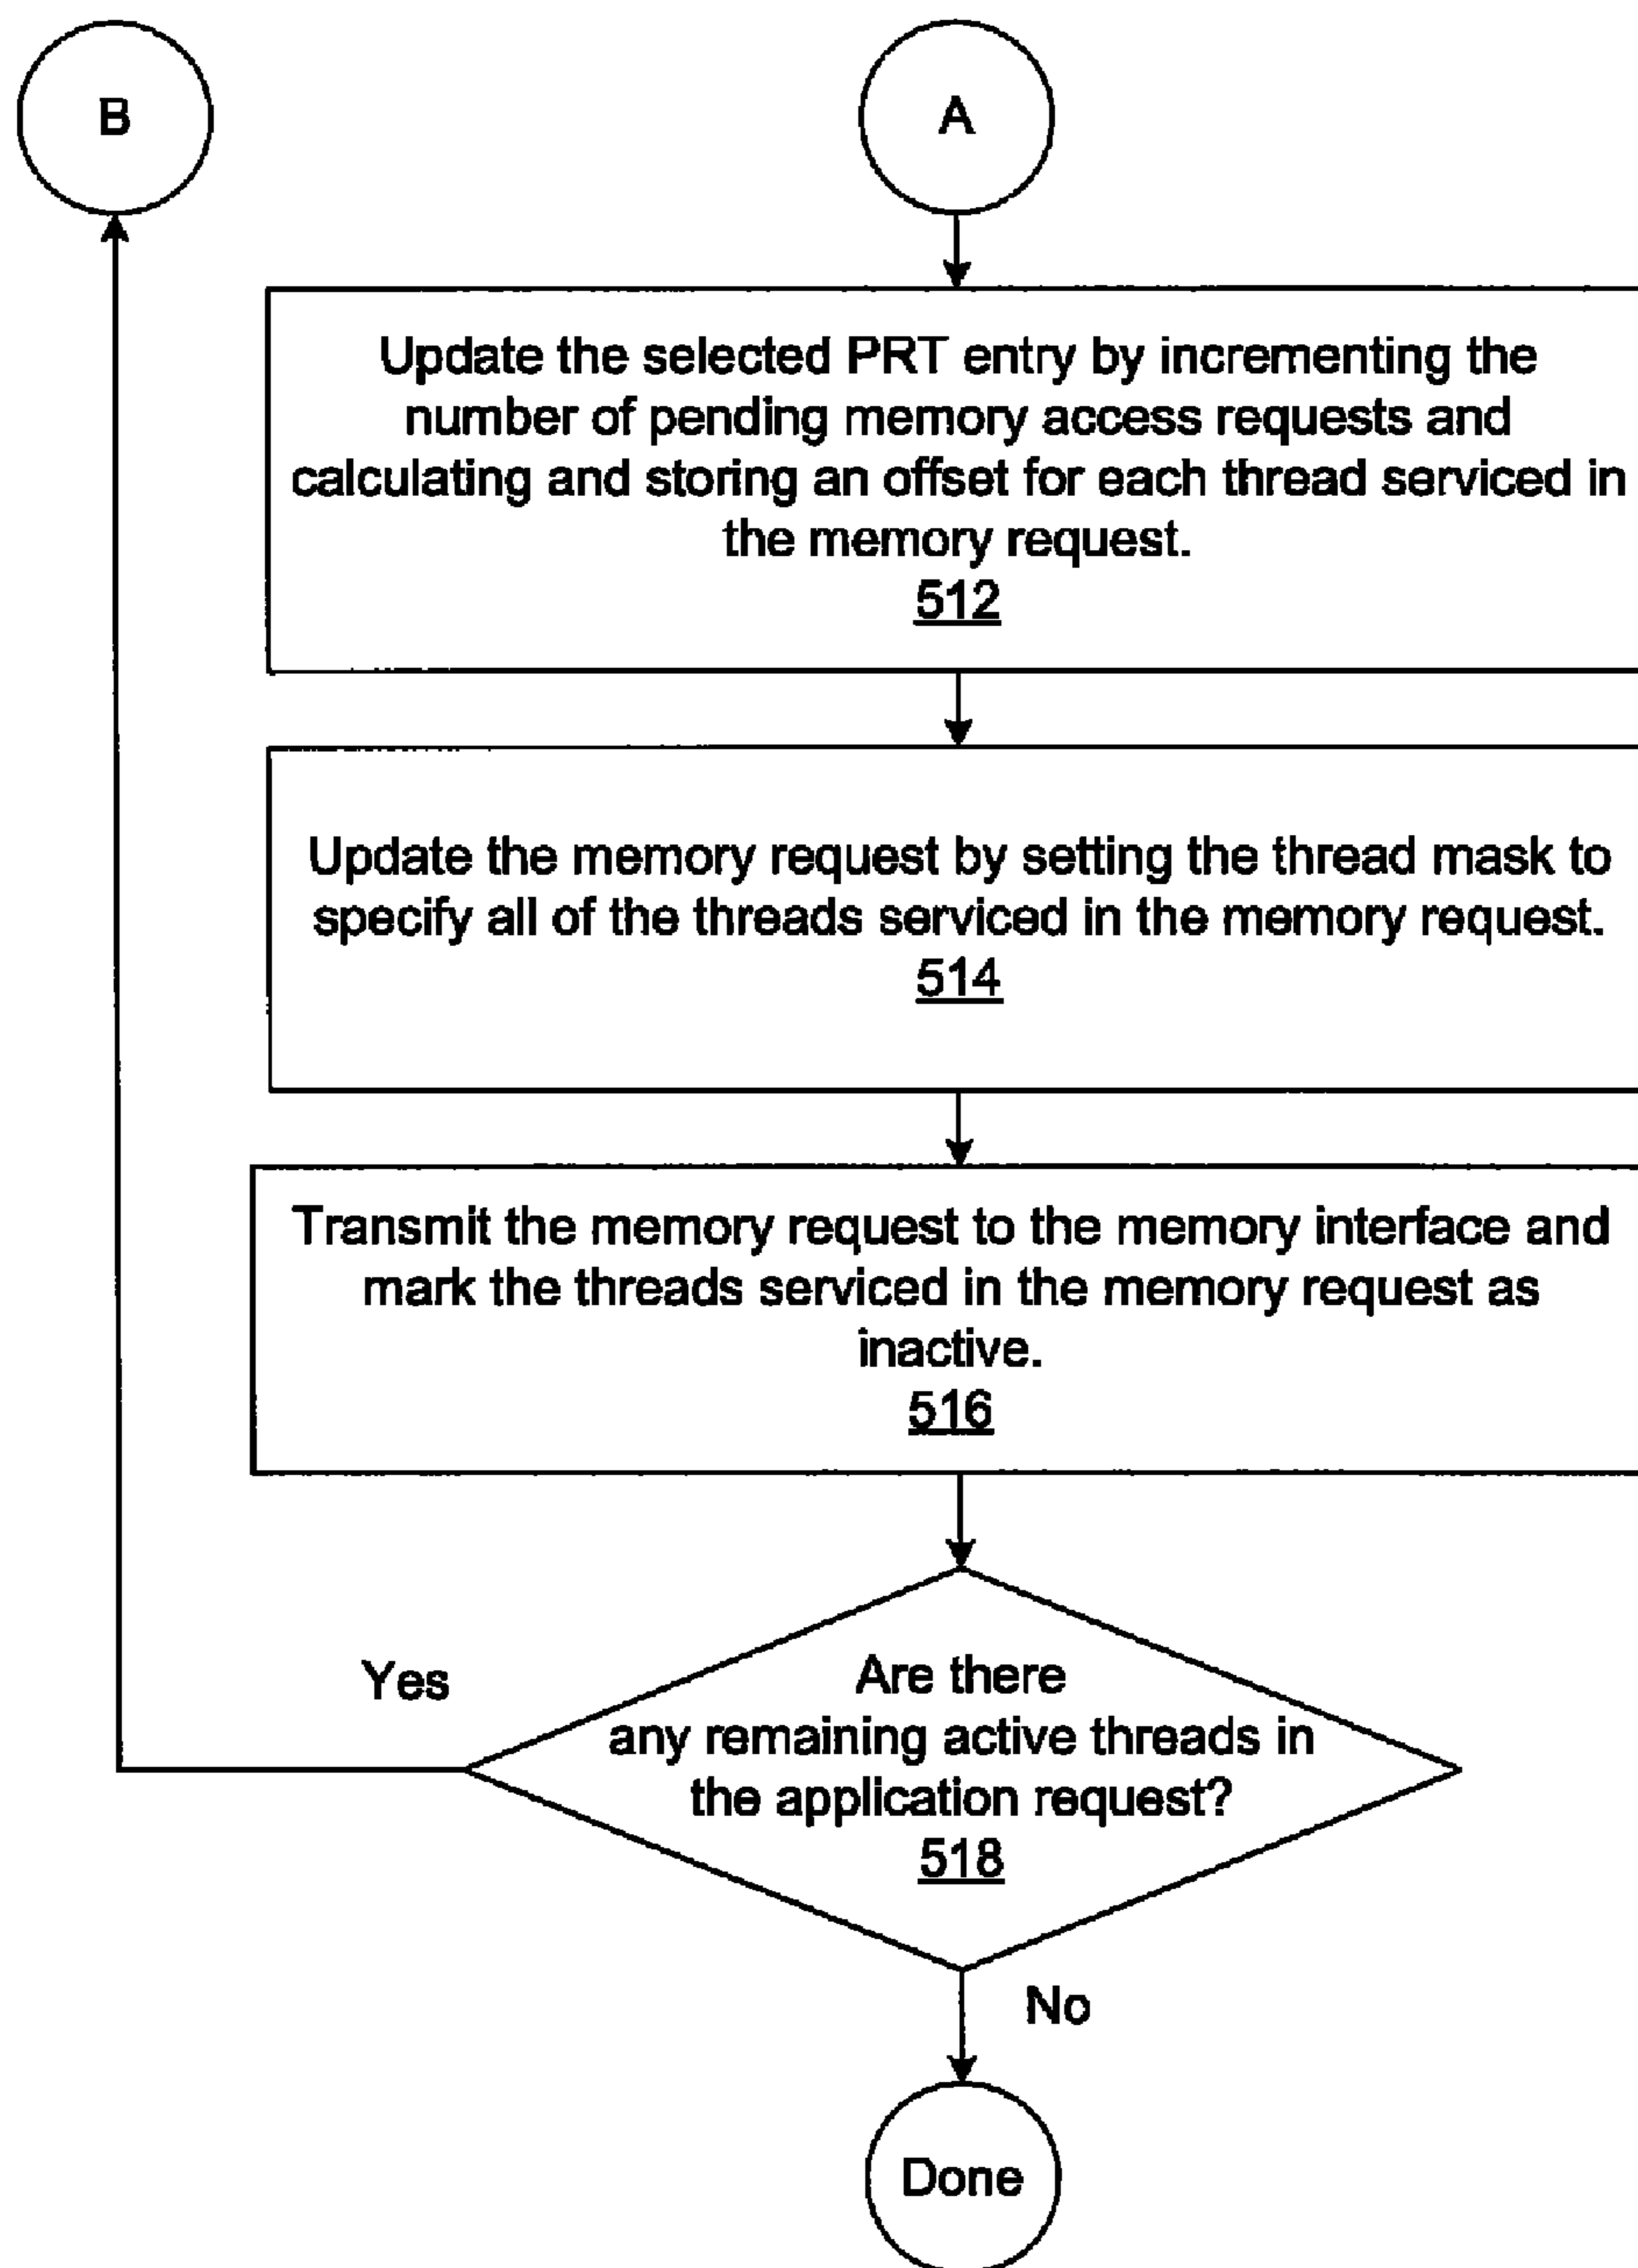 B
A
Update the selected PRT entry by incrementing the
number of pending memory access requests and
calculating and storing an offset for each thread serviced in
the memory request.
512
Update the memory request by setting the thread mask to
specify all of the threads serviced in the memory request.
514
Transmit the memory request to the memory interface and
mark the threads serviced in the memory request as
inactive.
516
Yes
Are there
any remaining active threads in
the application request?
518
No
Done